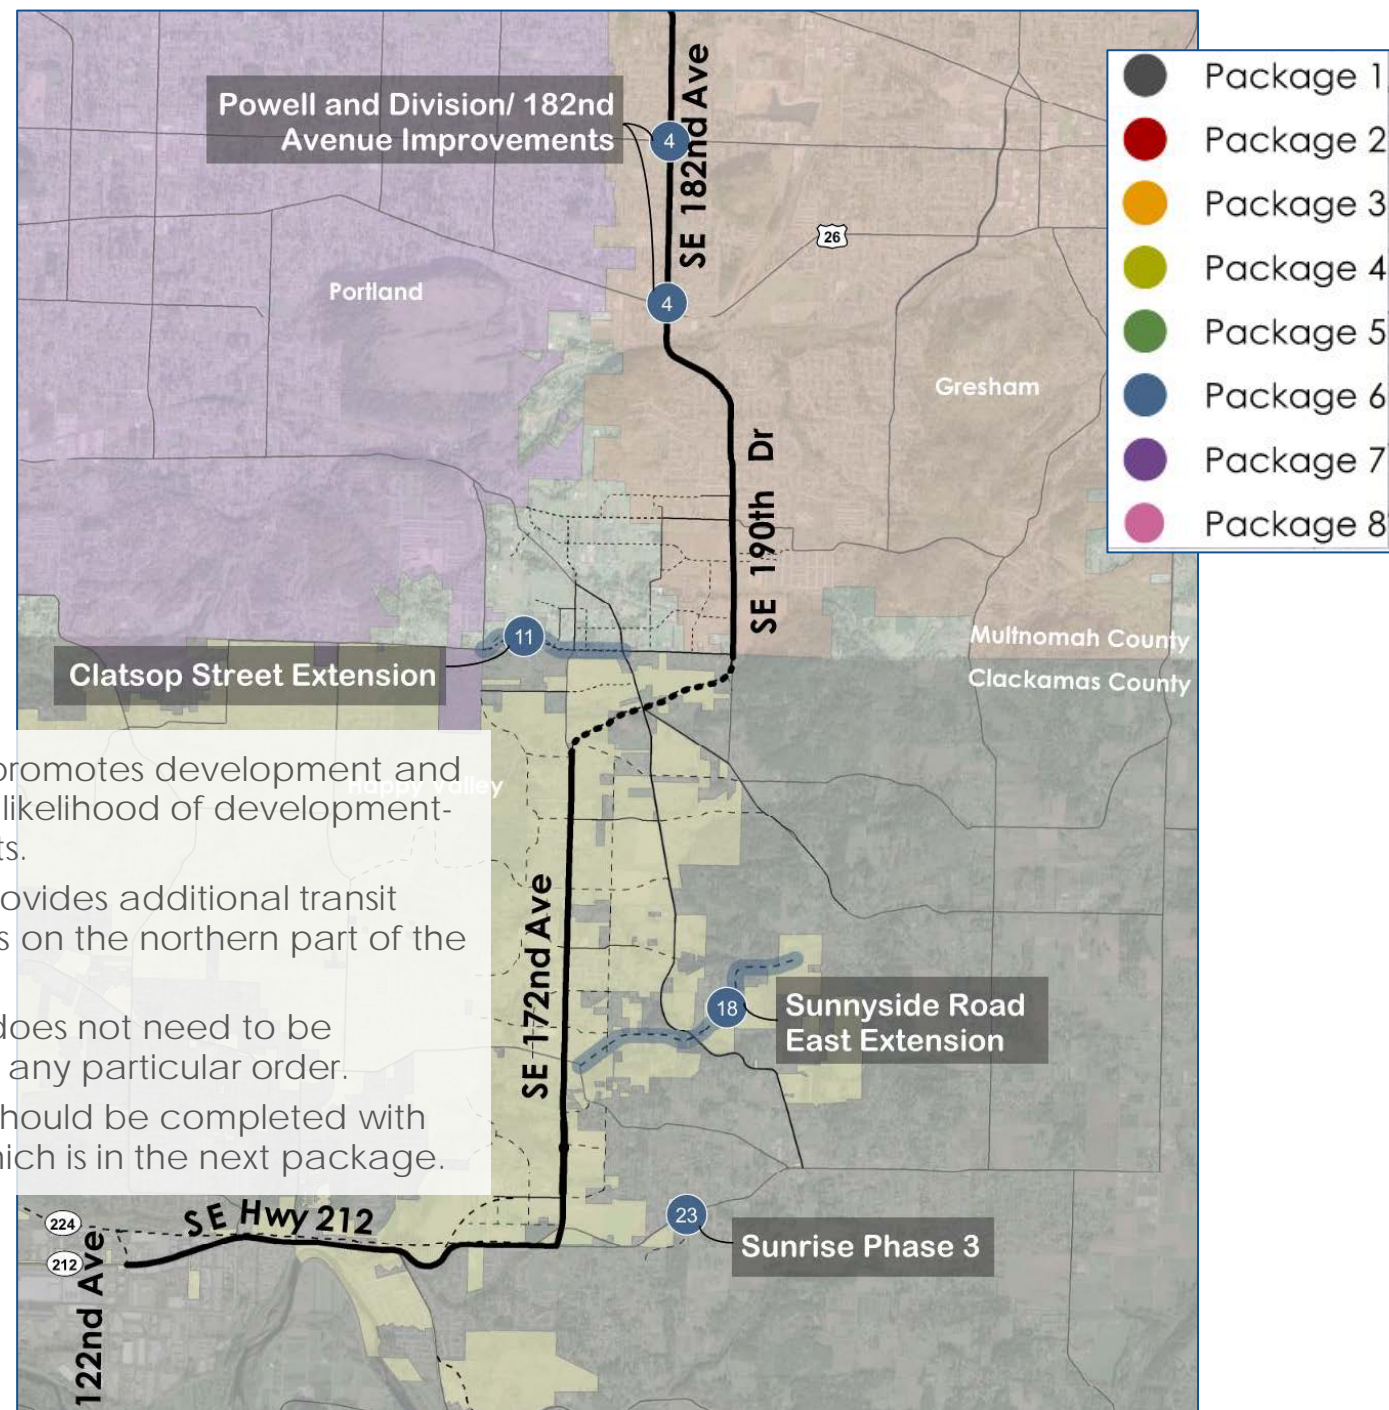 Powell and Division/ 182nd
Avenue Improvements
4
SE 182nd Ave
26
4
Portland
Gresham
SE 190th Dr
11
Clatsop Street Extension
Multnomah County
Clackamas County
Happy Valley
promotes development and
likelihood of development-
ts.
ovides additional transit
s on the northern part of the
does not need to be
any particular order.
hould be completed with
hich is in the next package.
SE 172nd Ave
18
Sunnyside Road
East Extension
23
Sunrise Phase 3
224
SE Hwy 212
212
122nd Ave
Package 1
Package 2
Package 3
Package 4
Package 5
Package 6
Package 7
Package 8